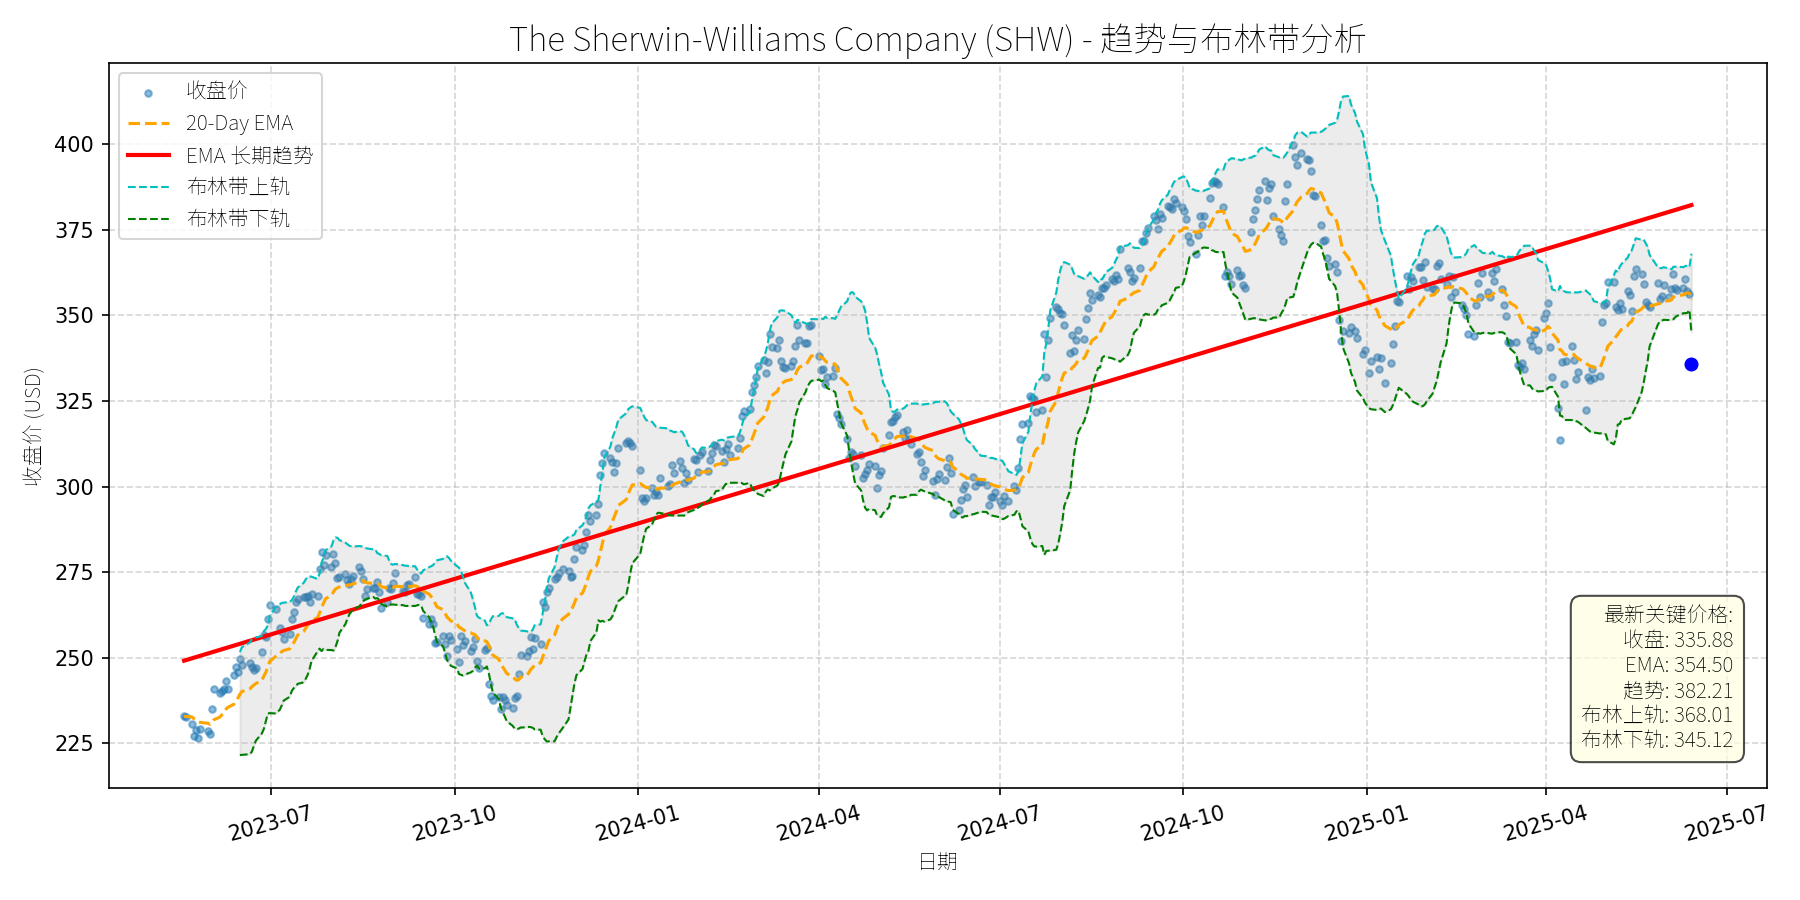 The Sherwin-Williams Company (SHW) - 趋势与布林带分析
收盘价
20-Day EMA
EMA 长期趋势
布林带上轨
布林带下轨
收盘价 (USD)
400
375
350
325
300
275
250
225
最新关键价格:
收盘: 335.88
EMA: 354.50
趋势: 382.21
布林上轨: 368.01
布林下轨: 345.12
2023-07
2023-10
2024-01
2024-04
2024-07
2024-10
2025-01
2025-04
2025-07
日期